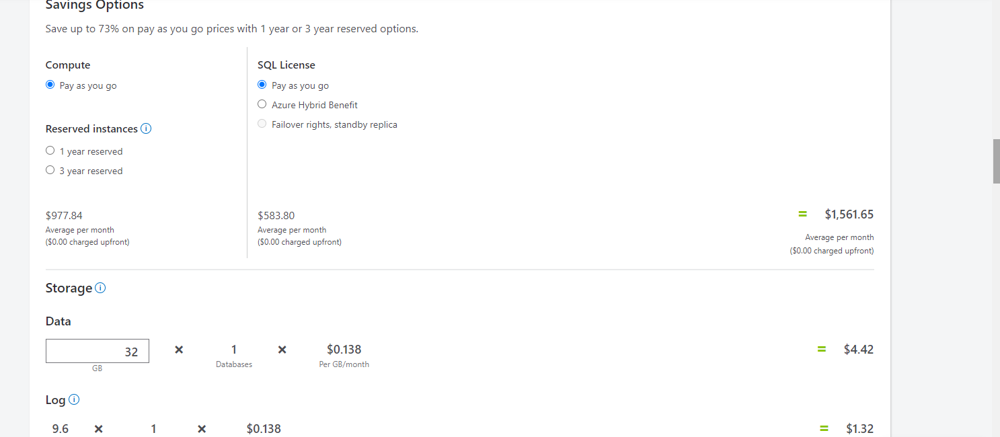 Savings Options
Save up to 73% on pay as you go prices with 1 year or 3 year reserved options.
Compute
Pay as you go
Reserved instances
1 year reserved
3 year reserved
$977.84
Average per month
($0.00 charged upfront)
SQL License
Pay as you go
Azure Hybrid Benefit
Failover rights, standby replica
$583.80
Average per month
($0.00 charged upfront)
= $1,561.65
Average per month
($0.00 charged upfront)
Storage
Data
32 × 1 × $0.138 = $4.42
GB Databases Per GB/month
Log
9.6 × 1 × $0.138 = $1.32